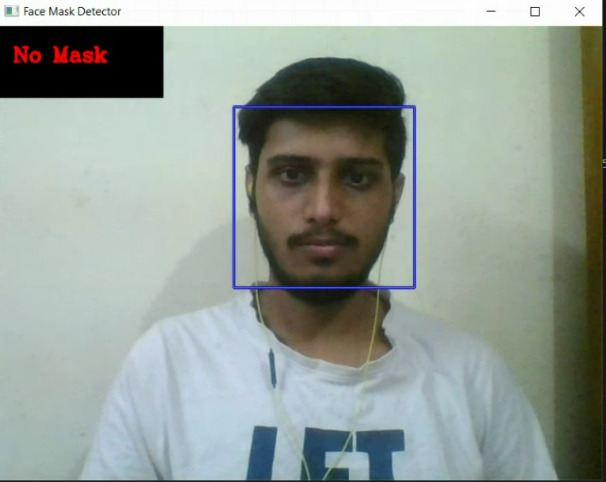 Face Mask Detector
No Mask
LET